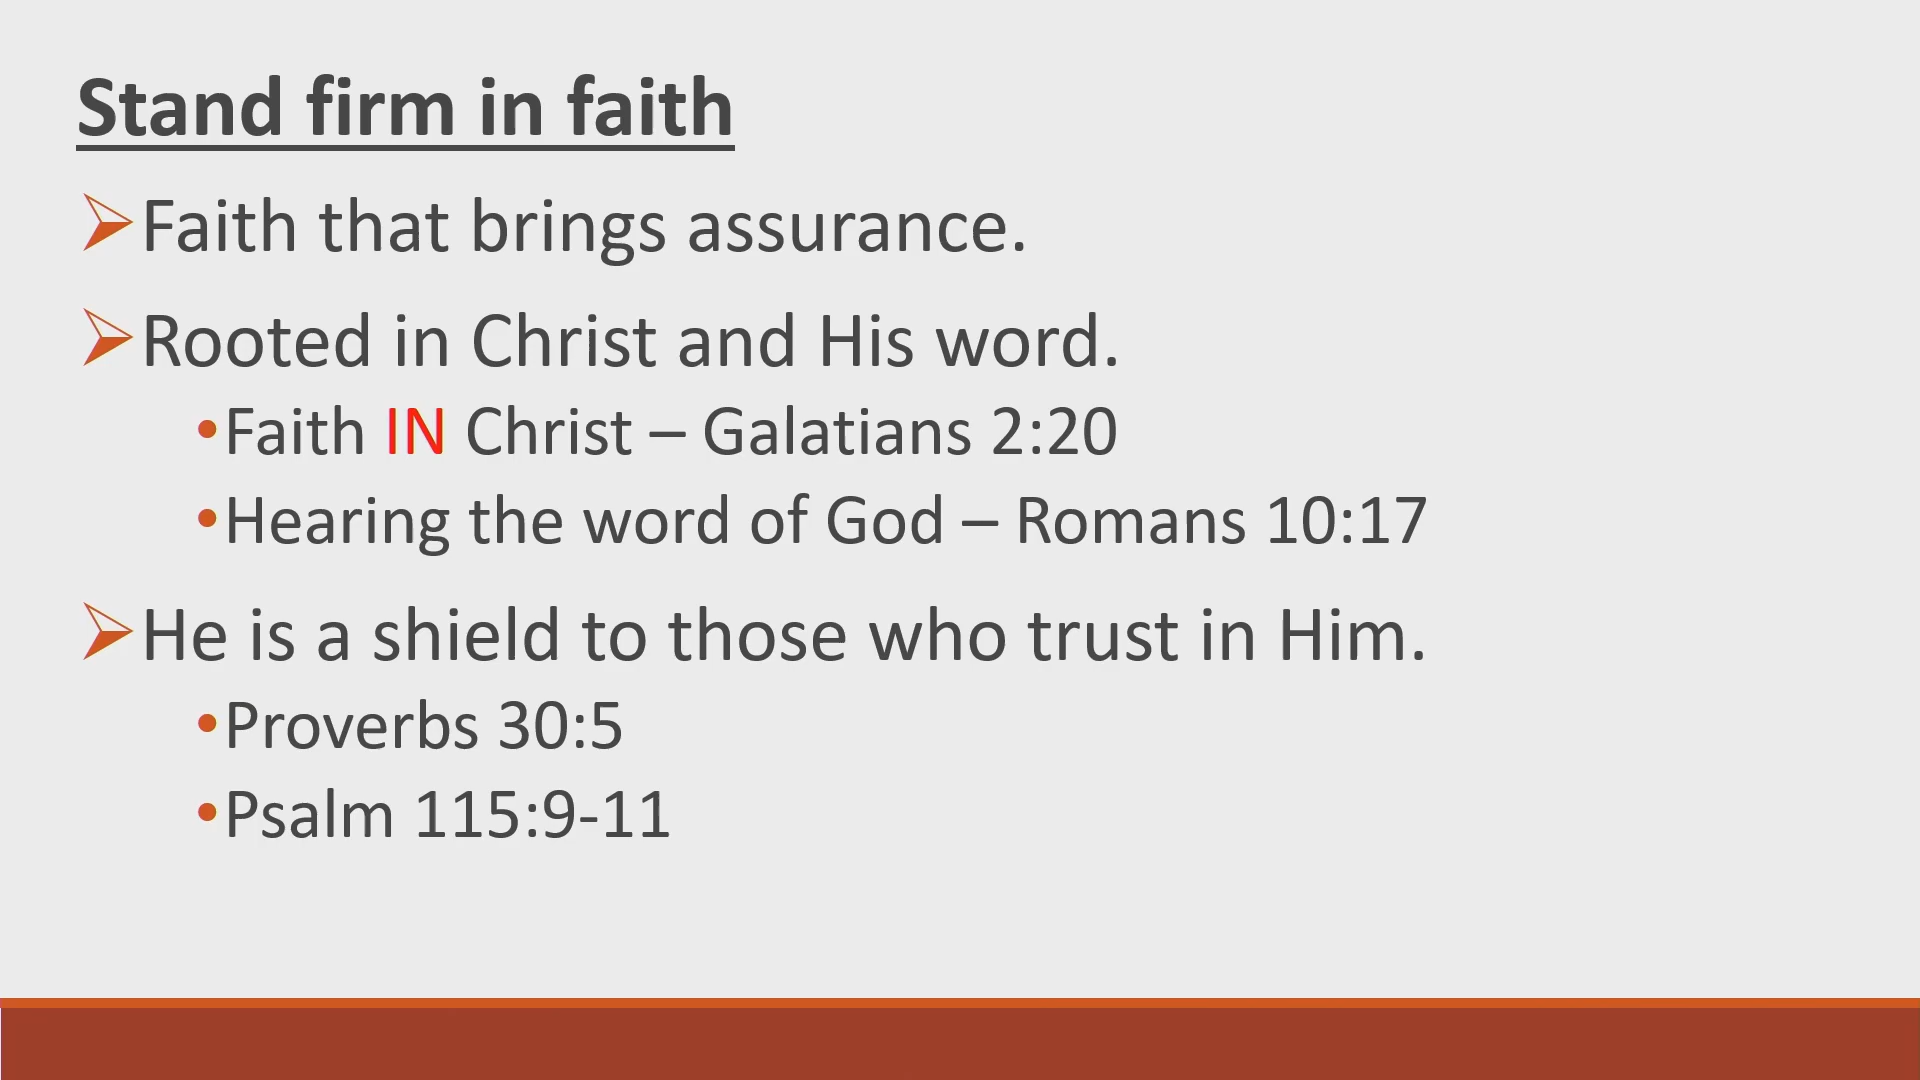 Stand firm in faith
Faith that brings assurance.
Rooted in Christ and His word.
•Faith IN Christ – Galatians 2:20
•Hearing the word of God – Romans 10:17
He is a shield to those who trust in Him.
•Proverbs 30:5
•Psalm 115:9-11